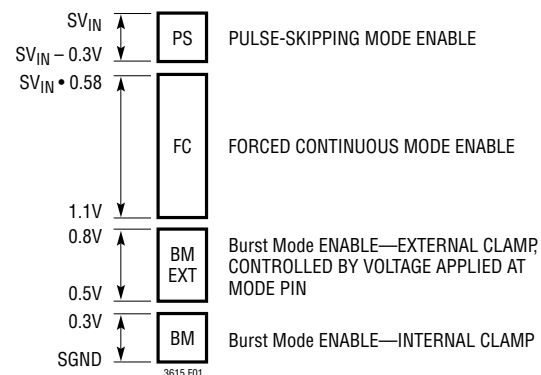 SVIN
PS
PULSE-SKIPPING MODE ENABLE
SVIN – 0.3V
SVIN • 0.58
FC
FORCED CONTINUOUS MODE ENABLE
1.1V
0.8V
BM
EXT
Burst Mode ENABLE—EXTERNAL CLAMP,
CONTROLLED BY VOLTAGE APPLIED AT
MODE PIN
0.5V
0.3V
BM
Burst Mode ENABLE—INTERNAL CLAMP
SGND
3615 F01